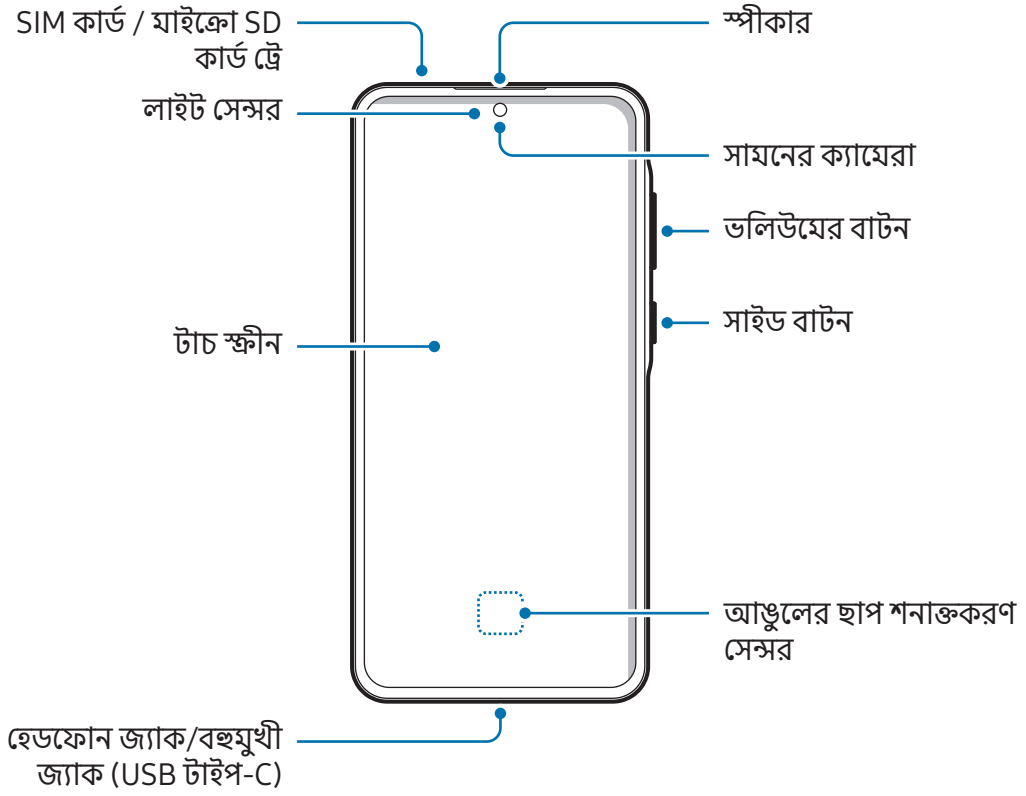 SIM কার্ড / মাইক্রো SD
কার্ড ট্রে
লাইট সেন্সর
টাচ স্ক্রীন
হেডফোন জ্যাক/বহুমুখী
জ্যাক (USB টাইপ-C)
স্পীকার
সামনের ক্যামেরা
ভলিউমের বাটন
সাইড বাটন
আঙুলের ছাপ শনাক্তকরণ
সেন্সর